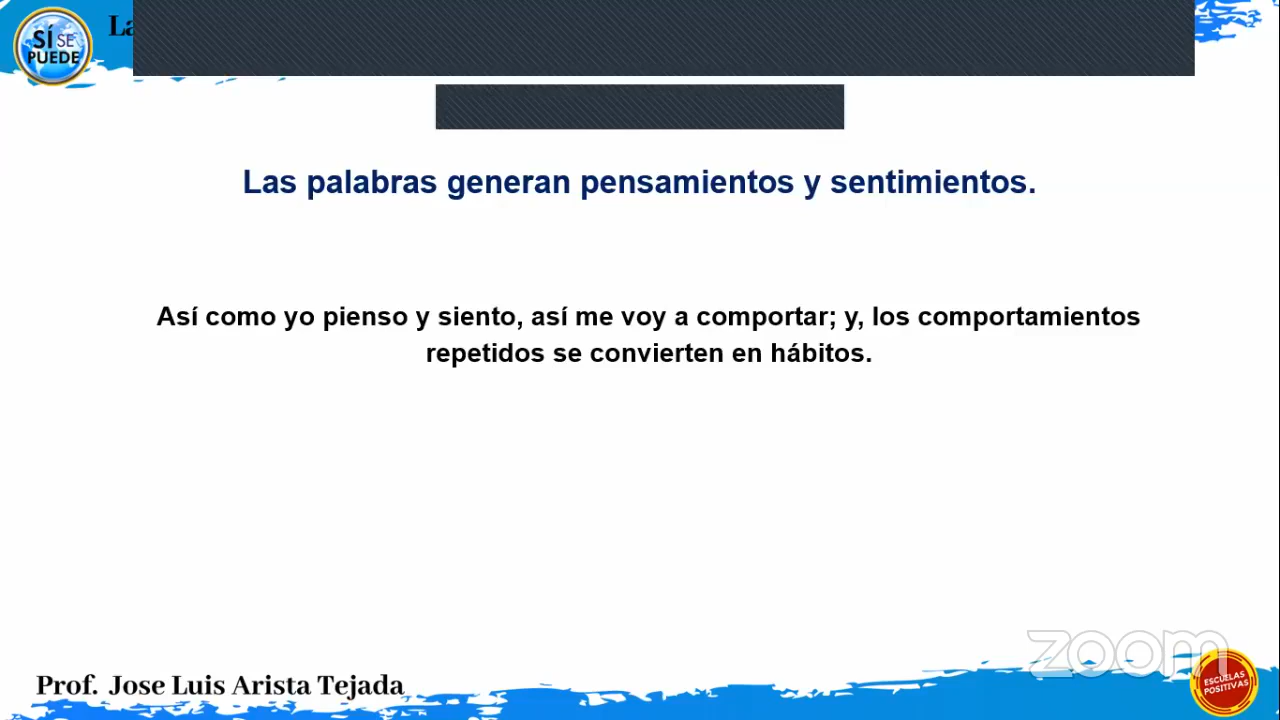 SÍ SE
PUEDE
Las palabras generan pensamientos y sentimientos.
Así como yo pienso y siento, así me voy a comportar; y, los comportamientos
repetidos se convierten en hábitos.
zoom
Prof. Jose Luis Arista Tejada
ESCUELAS
POSITIVAS